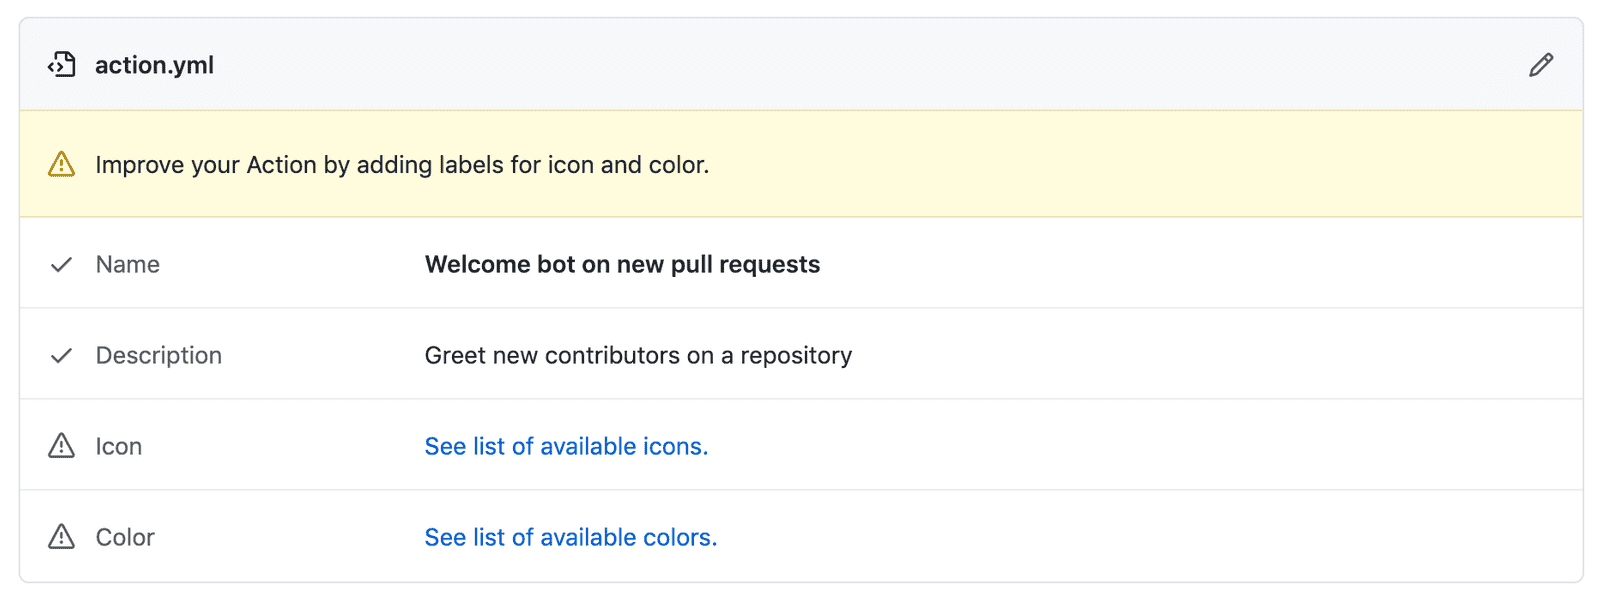 action.yml
Improve your Action by adding labels for icon and color.
Name Welcome bot on new pull requests
Description Greet new contributors on a repository
Icon See list of available icons.
Color See list of available colors.